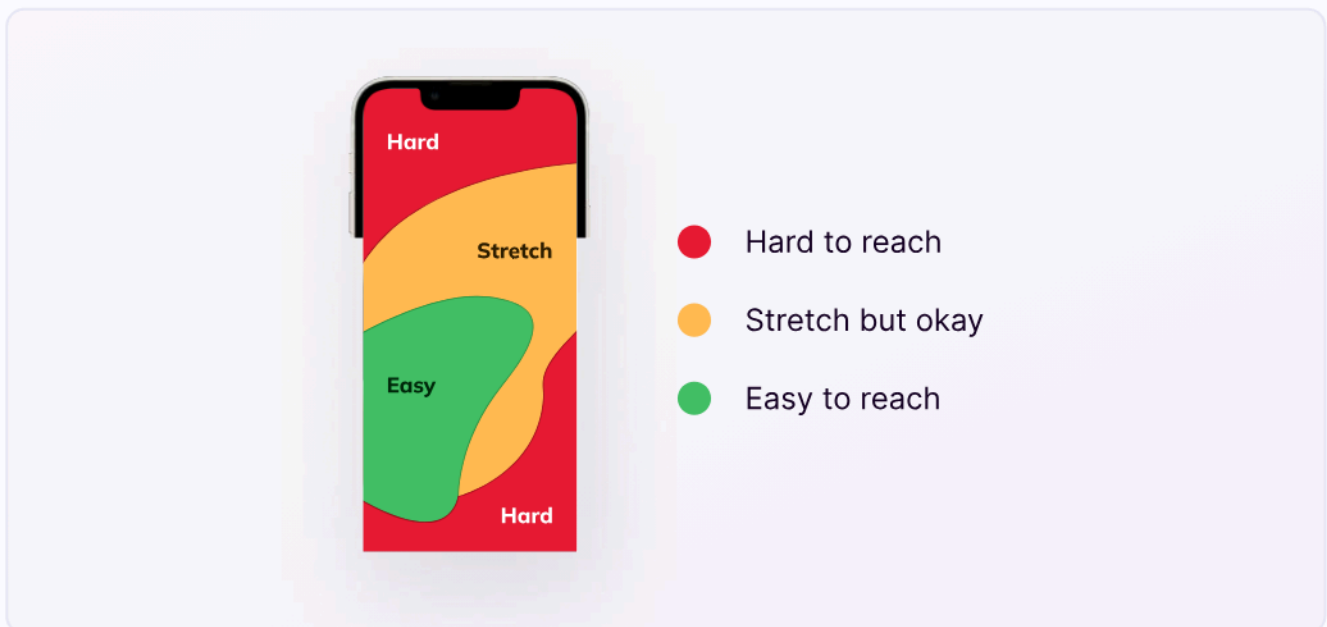 Hard
Stretch
Easy
Hard
Hard to reach
Stretch but okay
Easy to reach